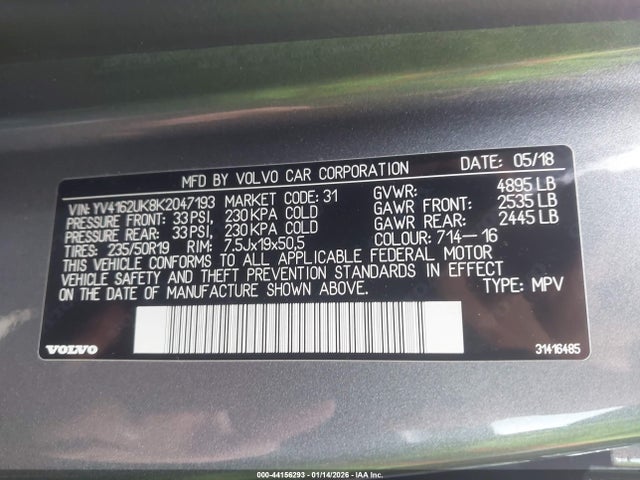 MFD BY VOLVO CAR CORPORATION DATE: 05/18
VIN: YV4162UK8K2047193 MARKET CODE: 31 GVWR: 4895 LB
PRESSURE FRONT: 33 PSI, 230 KPA COLD GAWR FRONT: 2535 LB
PRESSURE REAR: 33 PSI, 230 KPA COLD GAWR REAR: 2445 LB
TIRES: 235/50R19 RIM: 7.5Jx19x50,5 COLOUR: 714-16
THIS VEHICLE CONFORMS TO ALL APPLICABLE FEDERAL MOTOR
VEHICLE SAFETY AND THEFT PREVENTION STANDARDS IN EFFECT
ON THE DATE OF MANUFACTURE SHOWN ABOVE. TYPE: MPV
VOLVO 31416485
000-44156293 - 01/14/2026 - IAA Inc.